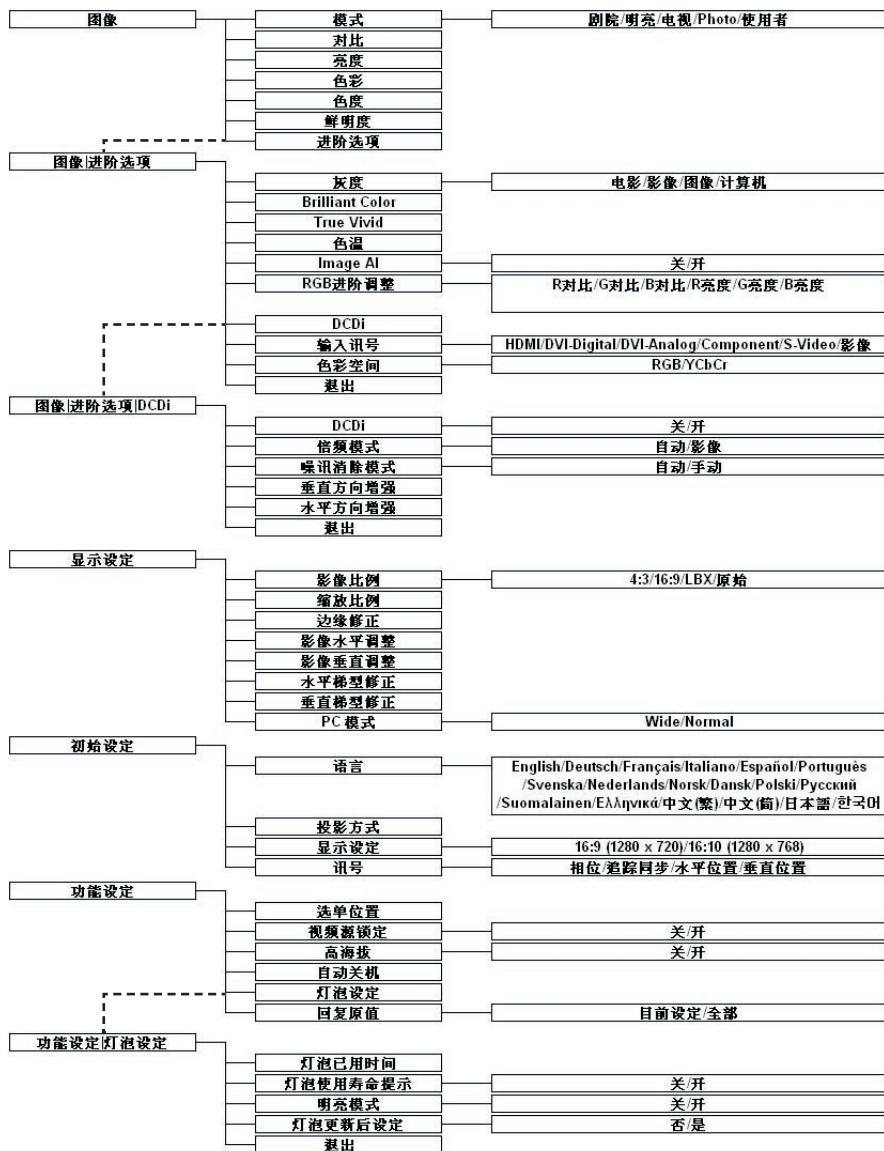 图像 模式 剧院/明亮/电视/Photo/使用者
对比
亮度
色彩
色度
鲜明度
进阶选项
图像|进阶选项
灰度 电影/影像/图像/计算机
Brilliant Color
True Vivid
色温
Image AI 关/开
RGB进阶调整 R对比/G对比/B对比/R亮度/G亮度/B亮度
DCDi
输入讯号 HDMI/DVI-Digital/DVI-Analog/Component/S-Video/影像
色彩空间 RGB/YCbCr
退出
图像|进阶选项|DCDi
DCDi 关/开
倍频模式 自动/影像
噪讯消除模式 自动/手动
垂直方向增强
水平方向增强
退出
显示设定
影像比例 4:3/16:9/LBX/原始
缩放比例
边缘修正
影像水平调整
影像垂直调整
水平梯型修正
垂直梯型修正
PC 模式 Wide/Normal
初始设定
语言 English/Deutsch/Français/Italiano/Español/Português
/Svenska/Nederlands/Norsk/Dansk/Polski/Русский
/Suomalainen/Ελληνικά/中文(繁)/中文(简)/日本語/한국어
投影方式
显示设定 16:9 (1280 x 720)/16:10 (1280 x 768)
讯号 相位/追踪同步/水平位置/垂直位置
功能设定
选单位置
视频源锁定 关/开
高海拔 关/开
自动关机
灯泡设定
回复原值 目前设定/全部
功能设定|灯泡设定
灯泡已用时间
灯泡使用寿命提示 关/开
明亮模式 关/开
灯泡更新后设定 否/是
退出